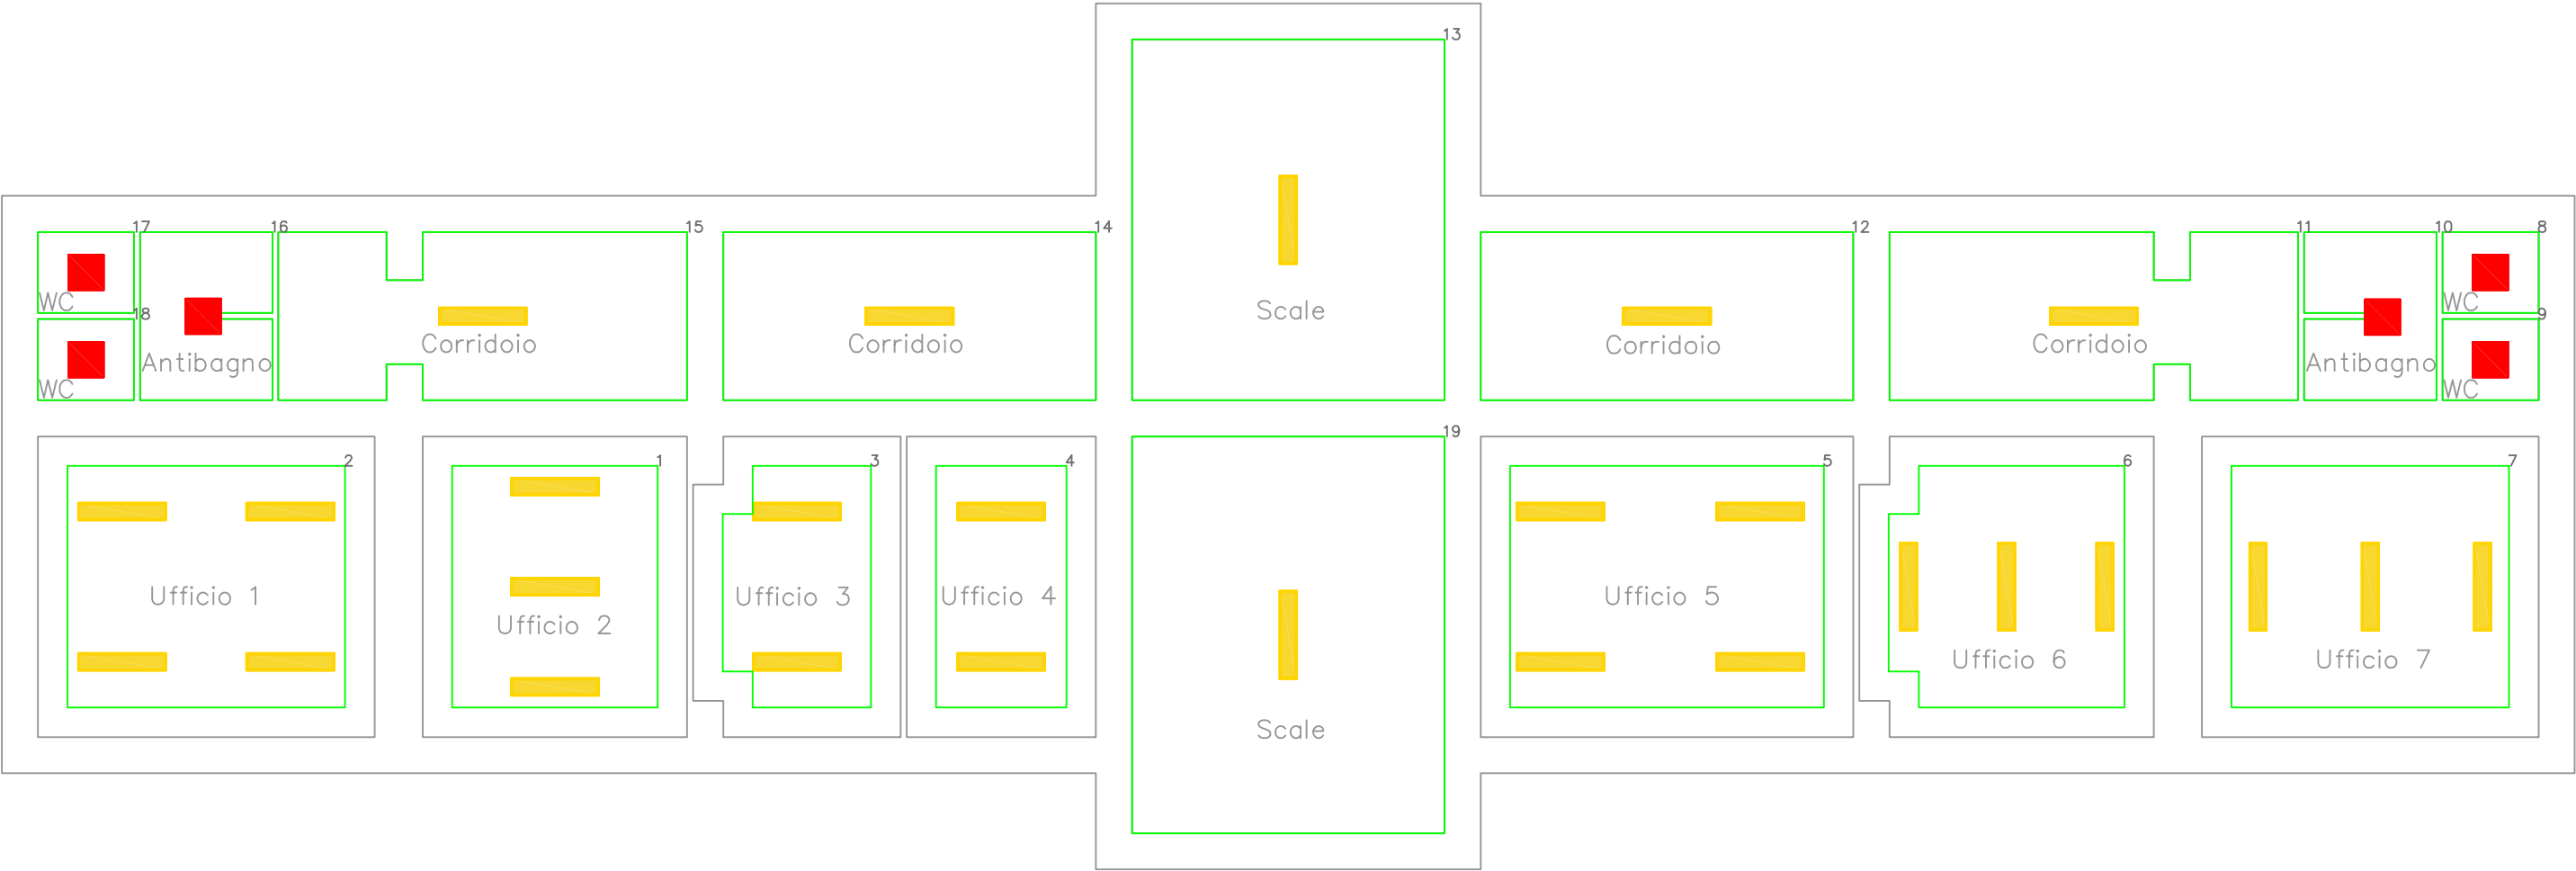 13
17
16
15
14
12
11
10
8
WC
18
9
WC
Scale
Corridoio
Corridoio
Corridoio
Corridoio
Antibagno
Antibagno
WC
WC
19
2
1
3
4
5
6
7
Ufficio 1
Ufficio 2
Ufficio 3
Ufficio 4
Ufficio 5
Ufficio 6
Ufficio 7
Scale